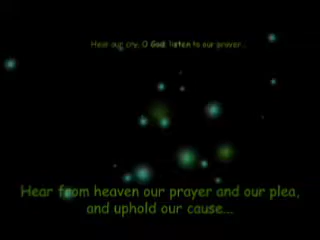 Hear our cry, O God; listen to our prayer...
Hear from heaven our prayer and our plea,
and uphold our cause...